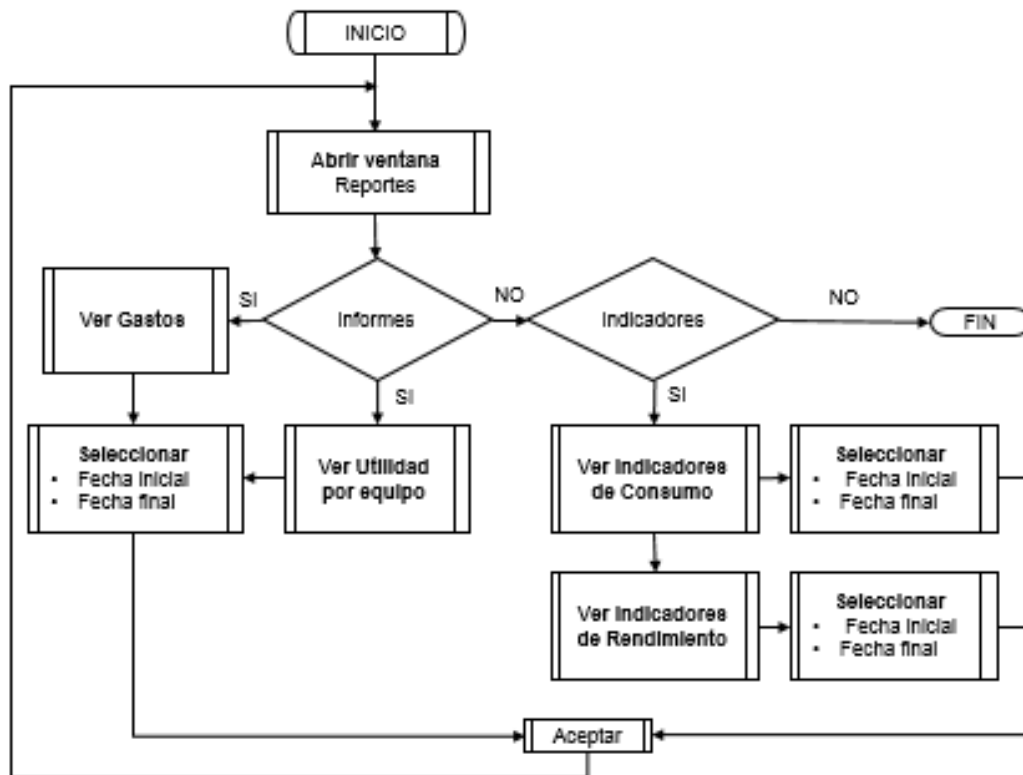 INICIO
Abrir ventana
Reportes
Ver Gastos
SI
Informes
NO
Indicadores
NO
FIN
SI
SI
Seleccionar
• Fecha Inicial
• Fecha final
Ver Utilidad
por equipo
Ver Indicadores
de Consumo
Seleccionar
• Fecha Inicial
• Fecha final
Ver Indicadores
de Rendimiento
Seleccionar
• Fecha Inicial
• Fecha final
Aceptar